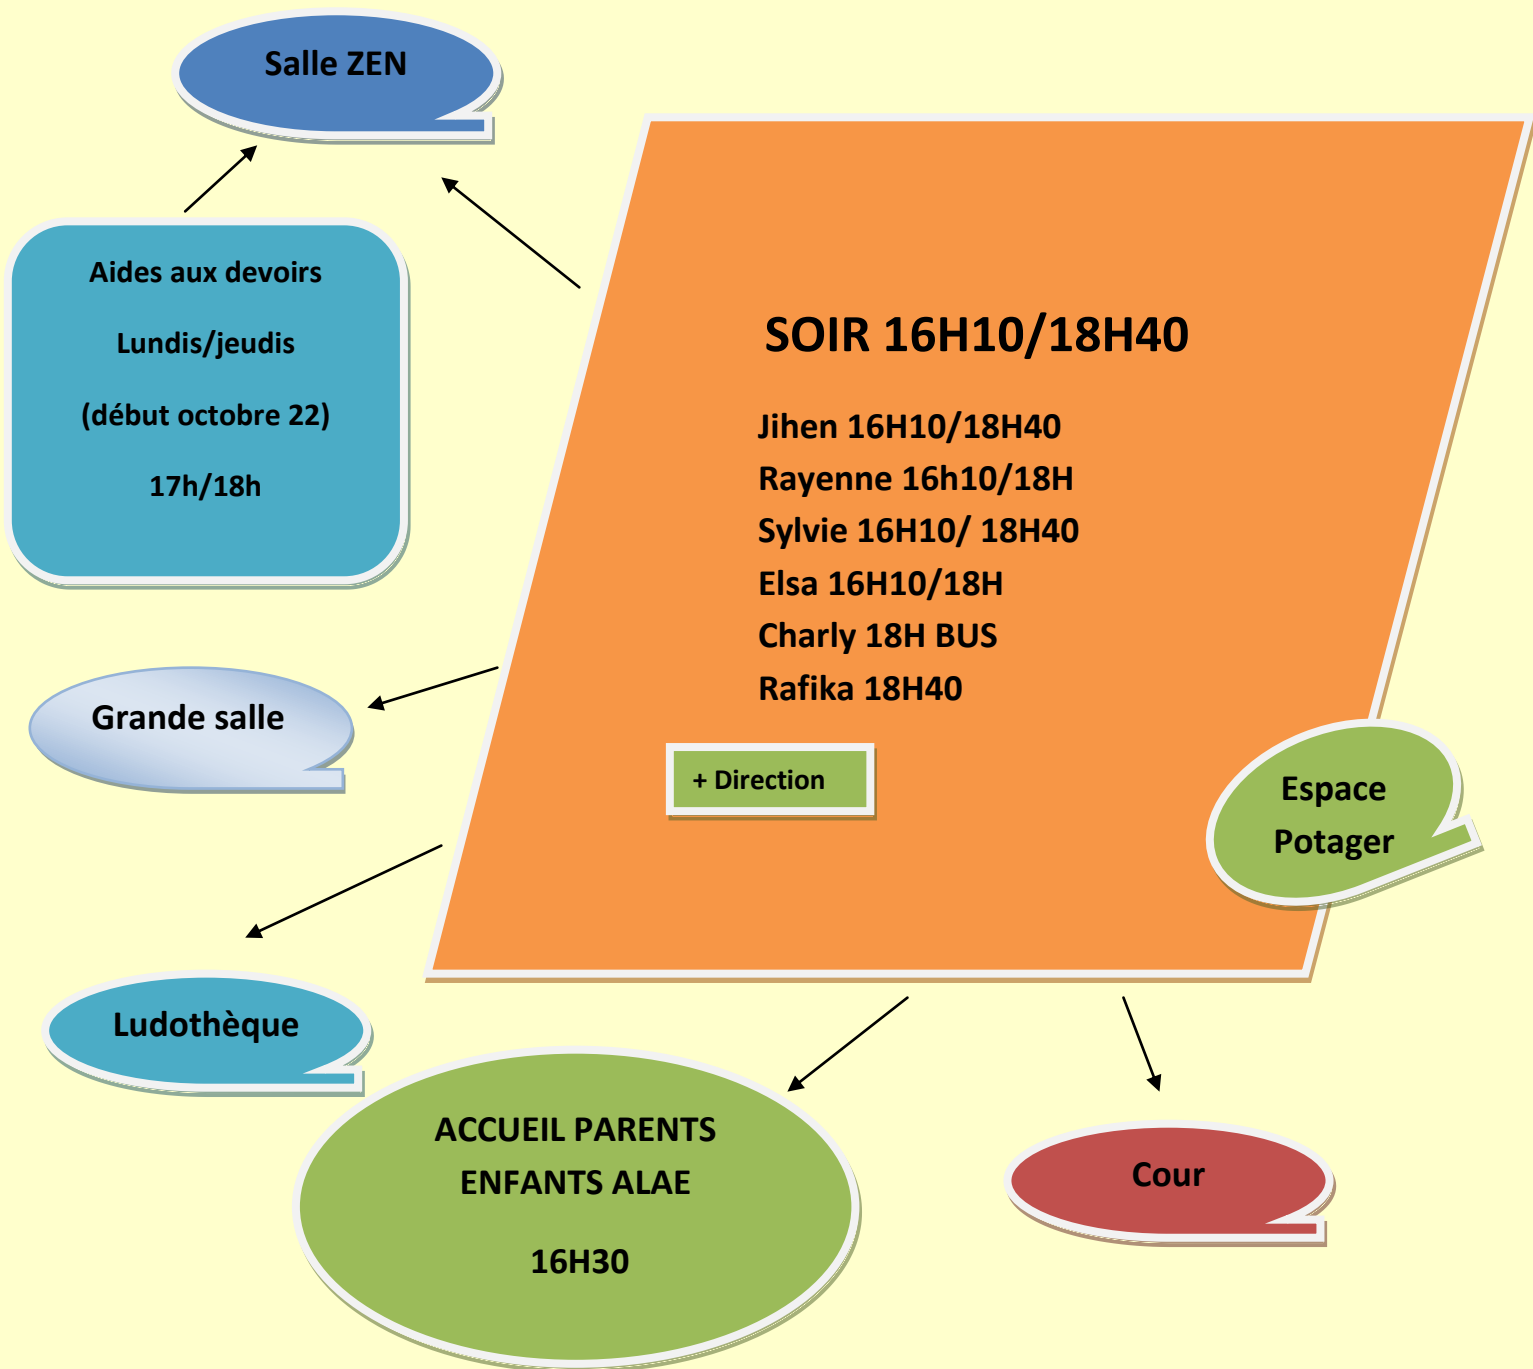 Salle ZEN
Aides aux devoirs
Lundis/jeudis
(début octobre 22)
17h/18h
SOIR 16H10/18H40
Jihen 16H10/18H40
Rayenne 16h10/18H
Sylvie 16H10/ 18H40
Elsa 16H10/18H
Charly 18H BUS
Rafika 18H40
+ Direction
Grande salle
Espace
Potager
Ludothèque
ACCUEIL PARENTS
ENFANTS ALAE
16H30
Cour